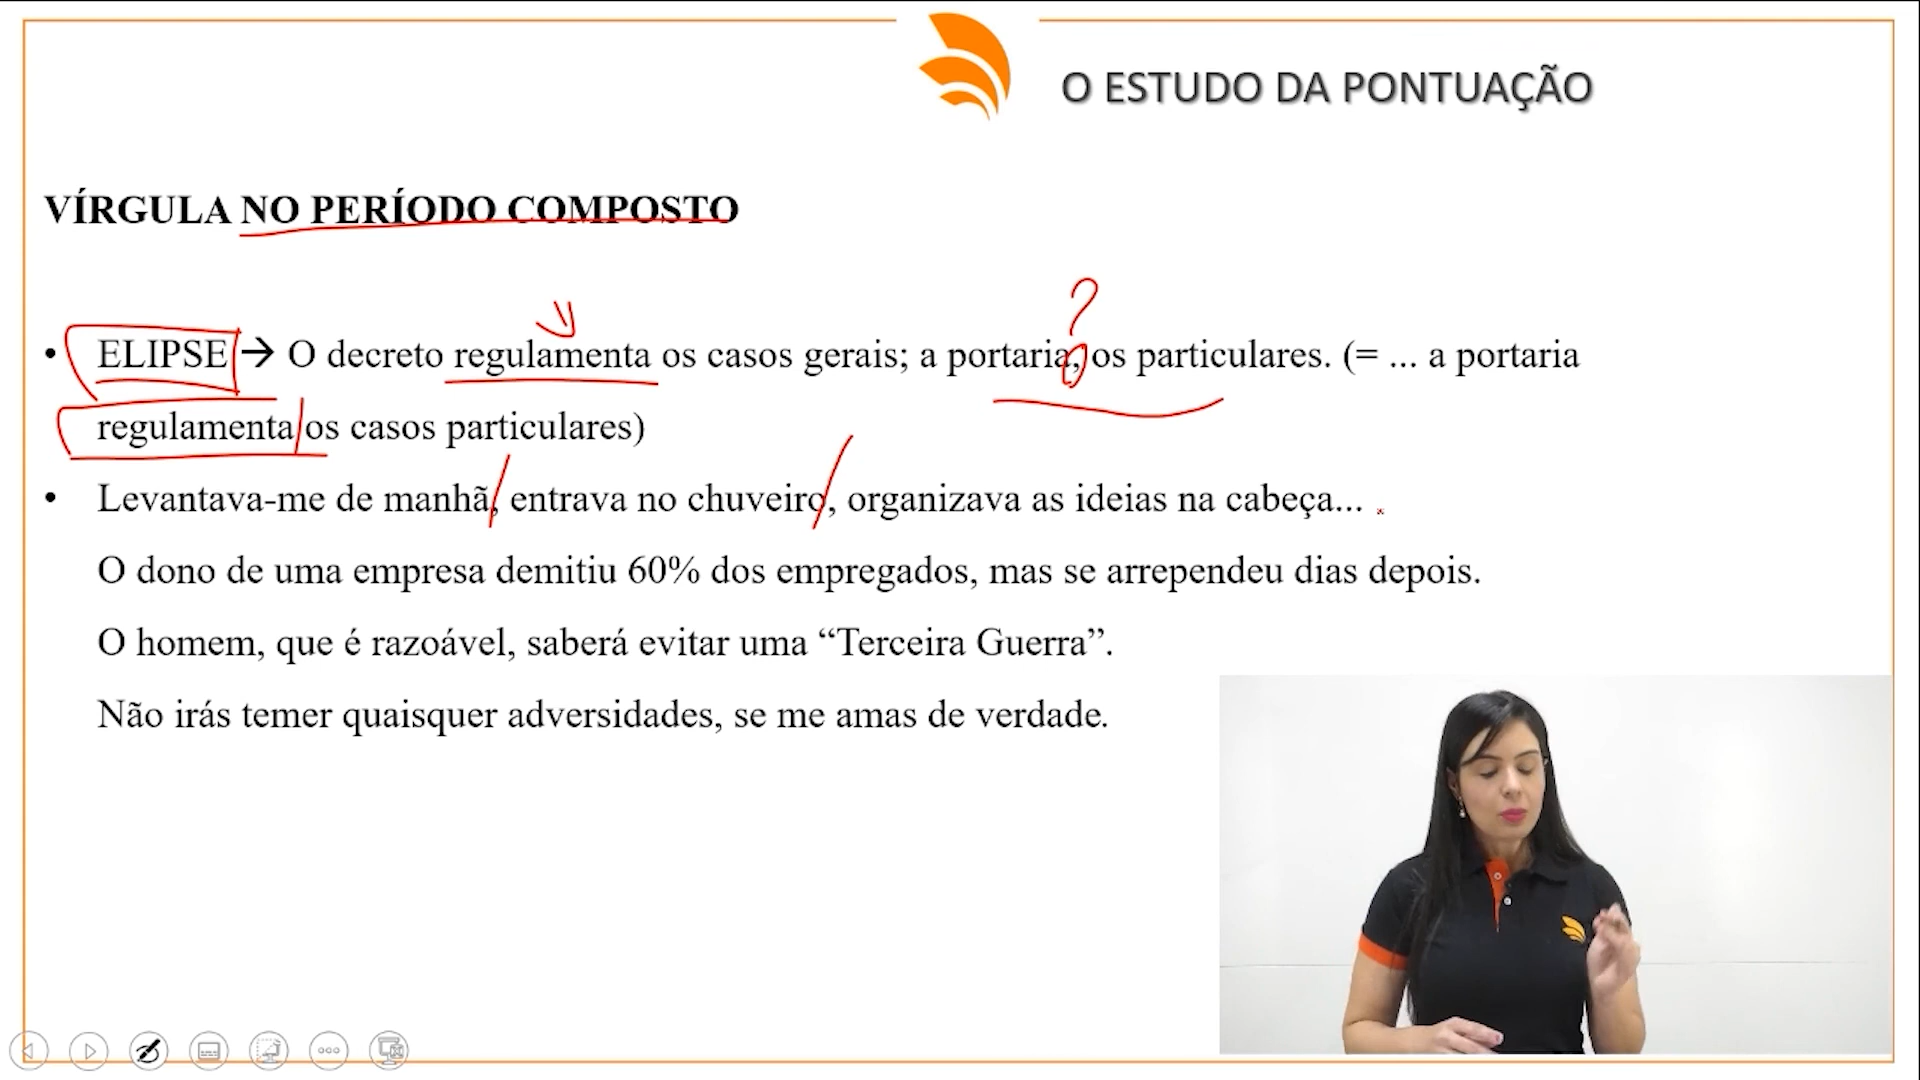 O ESTUDO DA PONTUAÇÃO
VÍRGULA NO PERÍODO COMPOSTO
• ELIPSE → O decreto regulamenta os casos gerais; a portaria, os particulares. (= ... a portaria
regulamenta os casos particulares)
• Levantava-me de manhã, entrava no chuveiro, organizava as ideias na cabeça...
O dono de uma empresa demitiu 60% dos empregados, mas se arrependeu dias depois.
O homem, que é razoável, saberá evitar uma “Terceira Guerra”.
Não irás temer quaisquer adversidades, se me amas de verdade.
?